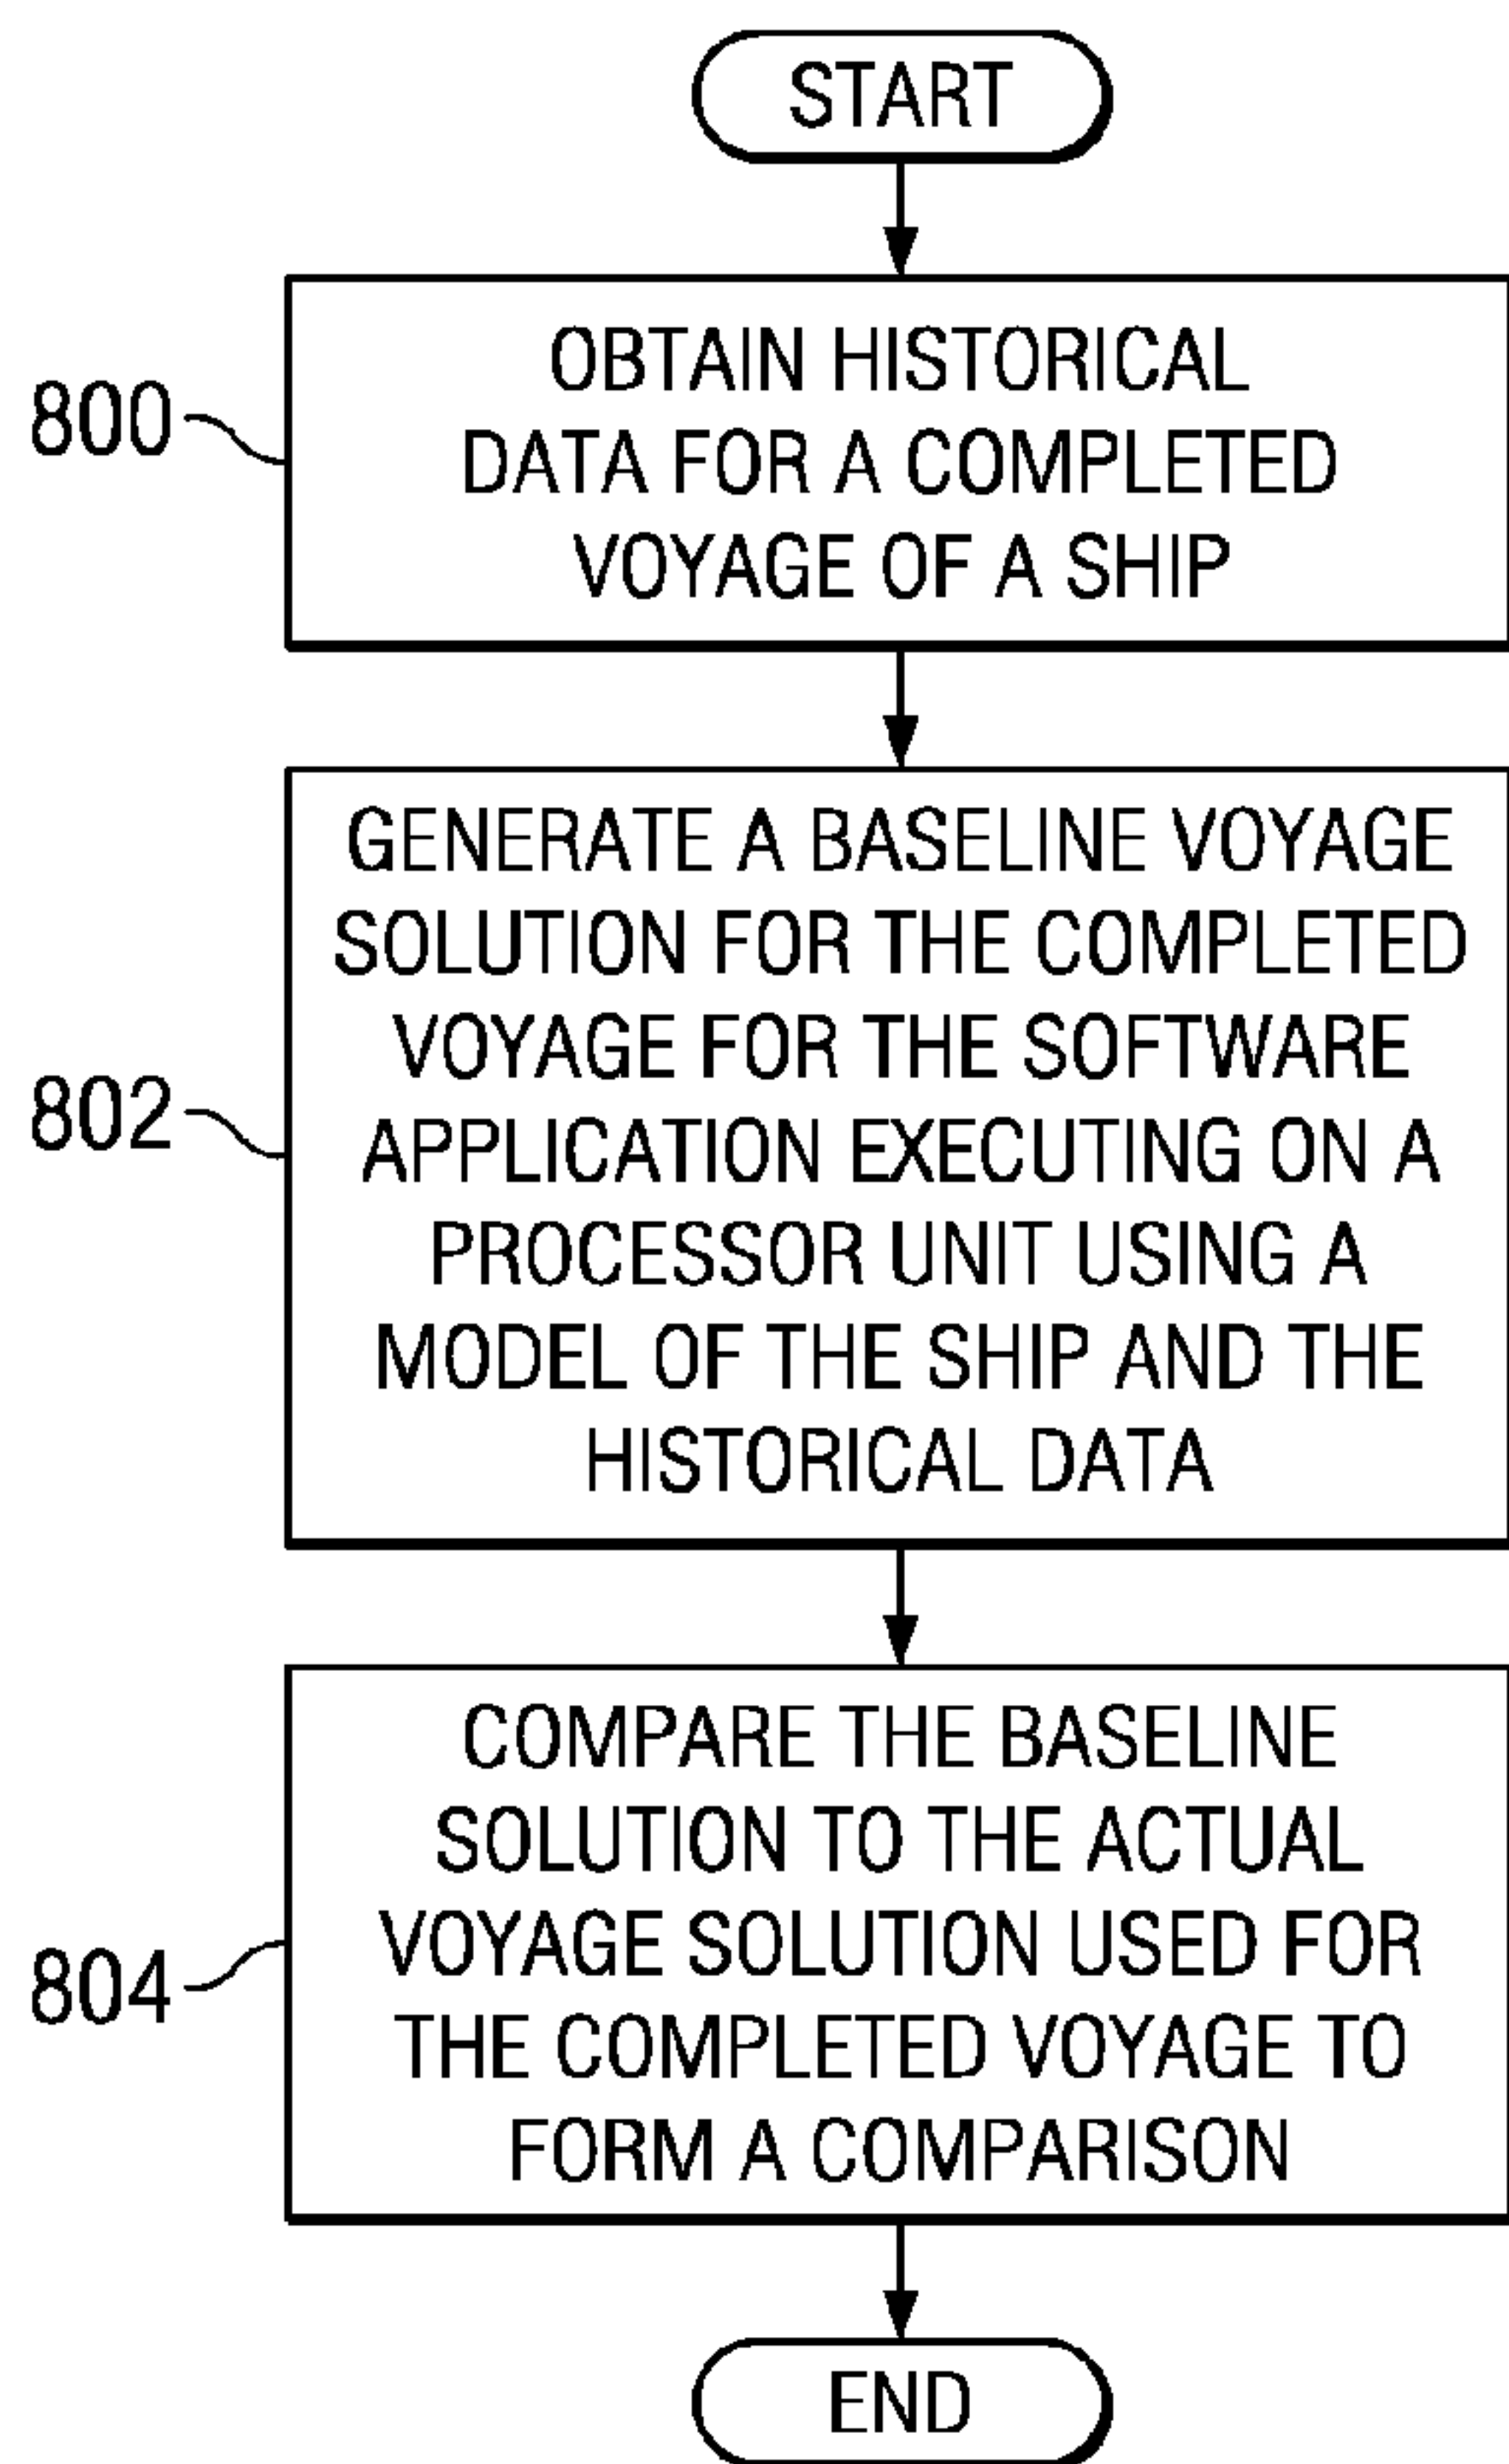 START
800
OBTAIN HISTORICAL
DATA FOR A COMPLETED
VOYAGE OF A SHIP
802
GENERATE A BASELINE VOYAGE
SOLUTION FOR THE COMPLETED
VOYAGE FOR THE SOFTWARE
APPLICATION EXECUTING ON A
PROCESSOR UNIT USING A
MODEL OF THE SHIP AND THE
HISTORICAL DATA
804
COMPARE THE BASELINE
SOLUTION TO THE ACTUAL
VOYAGE SOLUTION USED FOR
THE COMPLETED VOYAGE TO
FORM A COMPARISON
END